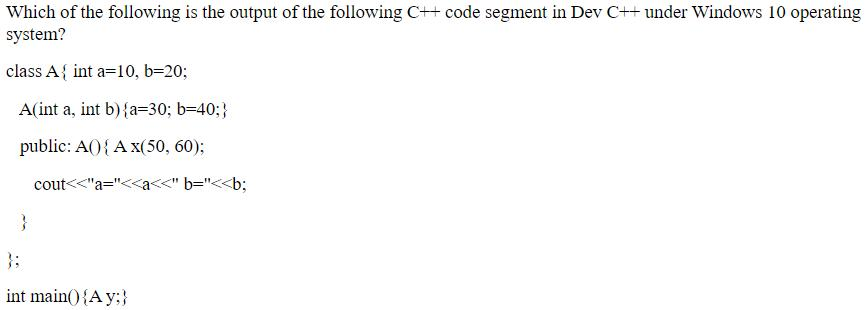 Which of the following is the output of the following C++ code segment in Dev C++ under Windows 10 operating
system?
class A{ int a=10, b=20;
A(int a, int b){a=30; b=40;}
public: A(){ A x(50, 60);
cout<<"a="<<a<<" b="<<b;
}
};
int main(){A y;}